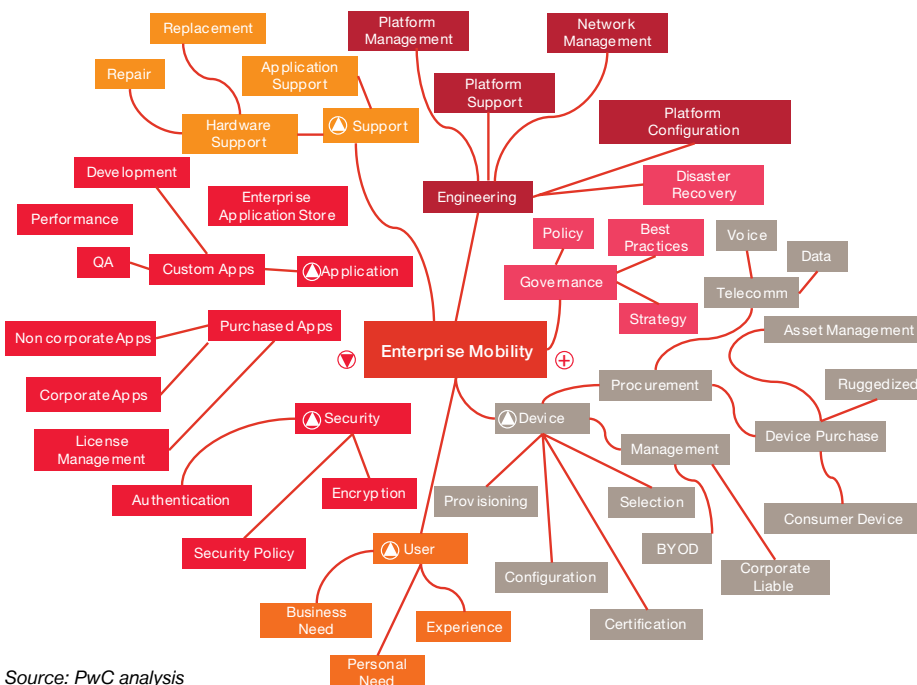 Replacement
Platform
Management
Network
Management
Repair
Application
Support
Platform
Support
Hardware
Support
Support
Platform
Configuration
Development
Enterprise
Application Store
Engineering
Disaster
Recovery
Performance
Policy
Best
Practices
Voice
Data
QA
Custom Apps
Application
Governance
Telecomm
Strategy
Non corporate Apps
Purchased Apps
Enterprise Mobility
Asset Management
Corporate Apps
Procurement
Ruggedized
License
Management
Security
Device
Management
Device Purchase
Authentication
Encryption
Provisioning
Selection
Consumer Device
Security Policy
User
BYOD
Configuration
Corporate
Liable
Business
Need
Experience
Certification
Personal
Need
Source: PwC analysis